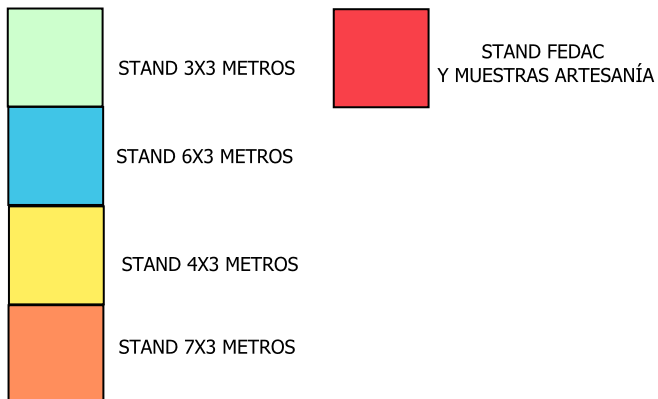 STAND 3X3 METROS
STAND 6X3 METROS
STAND 4X3 METROS
STAND 7X3 METROS
STAND FEDAC
Y MUESTRAS ARTESANÍA